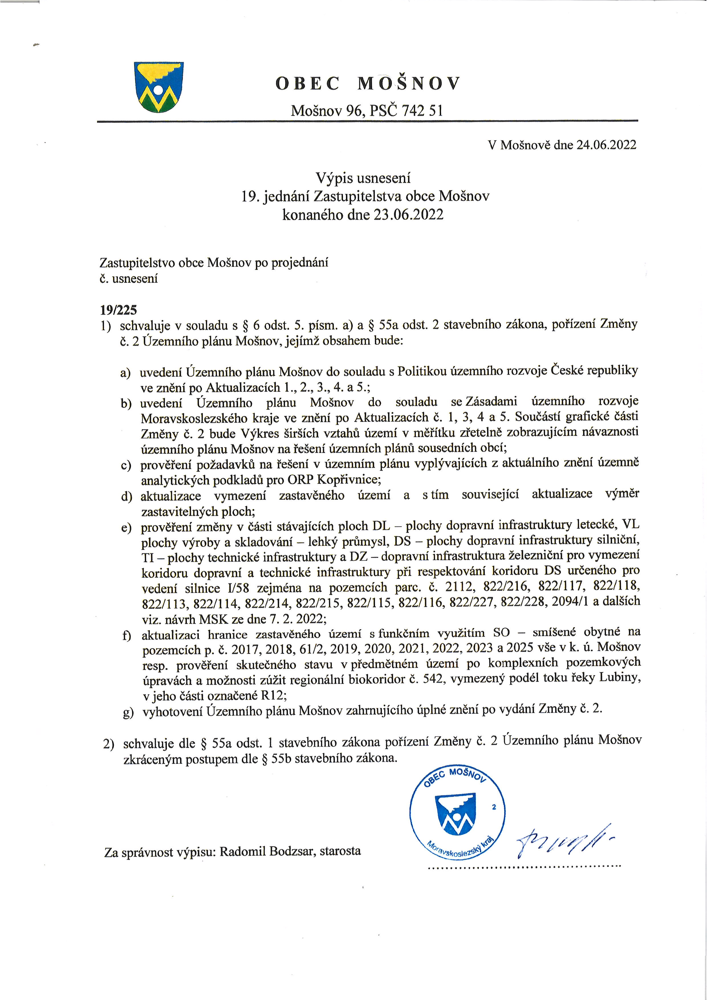 OBEC MOŠNOV
Mošnov 96, PSČ 742 51
V Mošnově dne 24.06.2022
Výpis usnesení
19. jednání Zastupitelstva obce Mošnov
konaného dne 23.06.2022
Zastupitelstvo obce Mošnov po projednání
č. usnesení
19/225
1) schvaluje v souladu s § 6 odst. 5. písm. a) a § 55a odst. 2 stavebního zákona, pořízení Změny
č. 2 Územního plánu Mošnov, jejímž obsahem bude:
a) uvedení Územního plánu Mošnov do souladu s Politikou územního rozvoje České republiky
ve znění po Aktualizacích 1., 2., 3., 4. a 5.;
b) uvedení Územního plánu Mošnov do souladu se Zásadami územního rozvoje
Moravskoslezského kraje ve znění po Aktualizacích č. 1, 3, 4 a 5. Součástí grafické části
Změny č. 2 bude Výkres širších vztahů území v měřítku zřetelně zobrazujícím návaznosti
územního plánu Mošnov na řešení územních plánů sousedních obcí;
c) prověření požadavků na řešení v územním plánu vyplývajících z aktuálního znění územně
analytických podkladů pro ORP Kopřivnice;
d) aktualizace vymezení zastavěného území a s tím související aktualizace výměr
zastavitelných ploch;
e) prověření změny v části stávajících ploch DL – plochy dopravní infrastruktury letecké, VL
plochy výroby a skladování – lehký průmysl, DS – plochy dopravní infrastruktury silniční,
TI – plochy technické infrastruktury a DZ – dopravní infrastruktura železniční pro vymezení
koridoru dopravní a technické infrastruktury při respektování koridoru DS určeného pro
vedení silnice I/58 zejména na pozemcích parc. č. 2112, 822/216, 822/117, 822/118,
822/113, 822/114, 822/214, 822/215, 822/115, 822/116, 822/227, 822/228, 2094/1 a dalších
viz. návrh MSK ze dne 7. 2. 2022;
f) aktualizaci hranice zastavěného území s funkčním využitím SO – smíšené obytné na
pozemcích p. č. 2017, 2018, 61/2, 2019, 2020, 2021, 2022, 2023 a 2025 vše v k. ú. Mošnov
resp. prověření skutečného stavu v předmětném území po komplexních pozemkových
úpravách a možnosti zúžit regionální biokoridor č. 542, vymezený podél toku řeky Lubiny,
v jeho části označené R12;
g) vyhotovení Územního plánu Mošnov zahrnujícího úplné znění po vydání Změny č. 2.
2) schvaluje dle § 55a odst. 1 stavebního zákona pořízení Změny č. 2 Územního plánu Mošnov
zkráceným postupem dle § 55b stavebního zákona.
OBEC MOŠNOV
2
Moravskoslezský kraj
Za správnost výpisu: Radomil Bodzsar, starosta